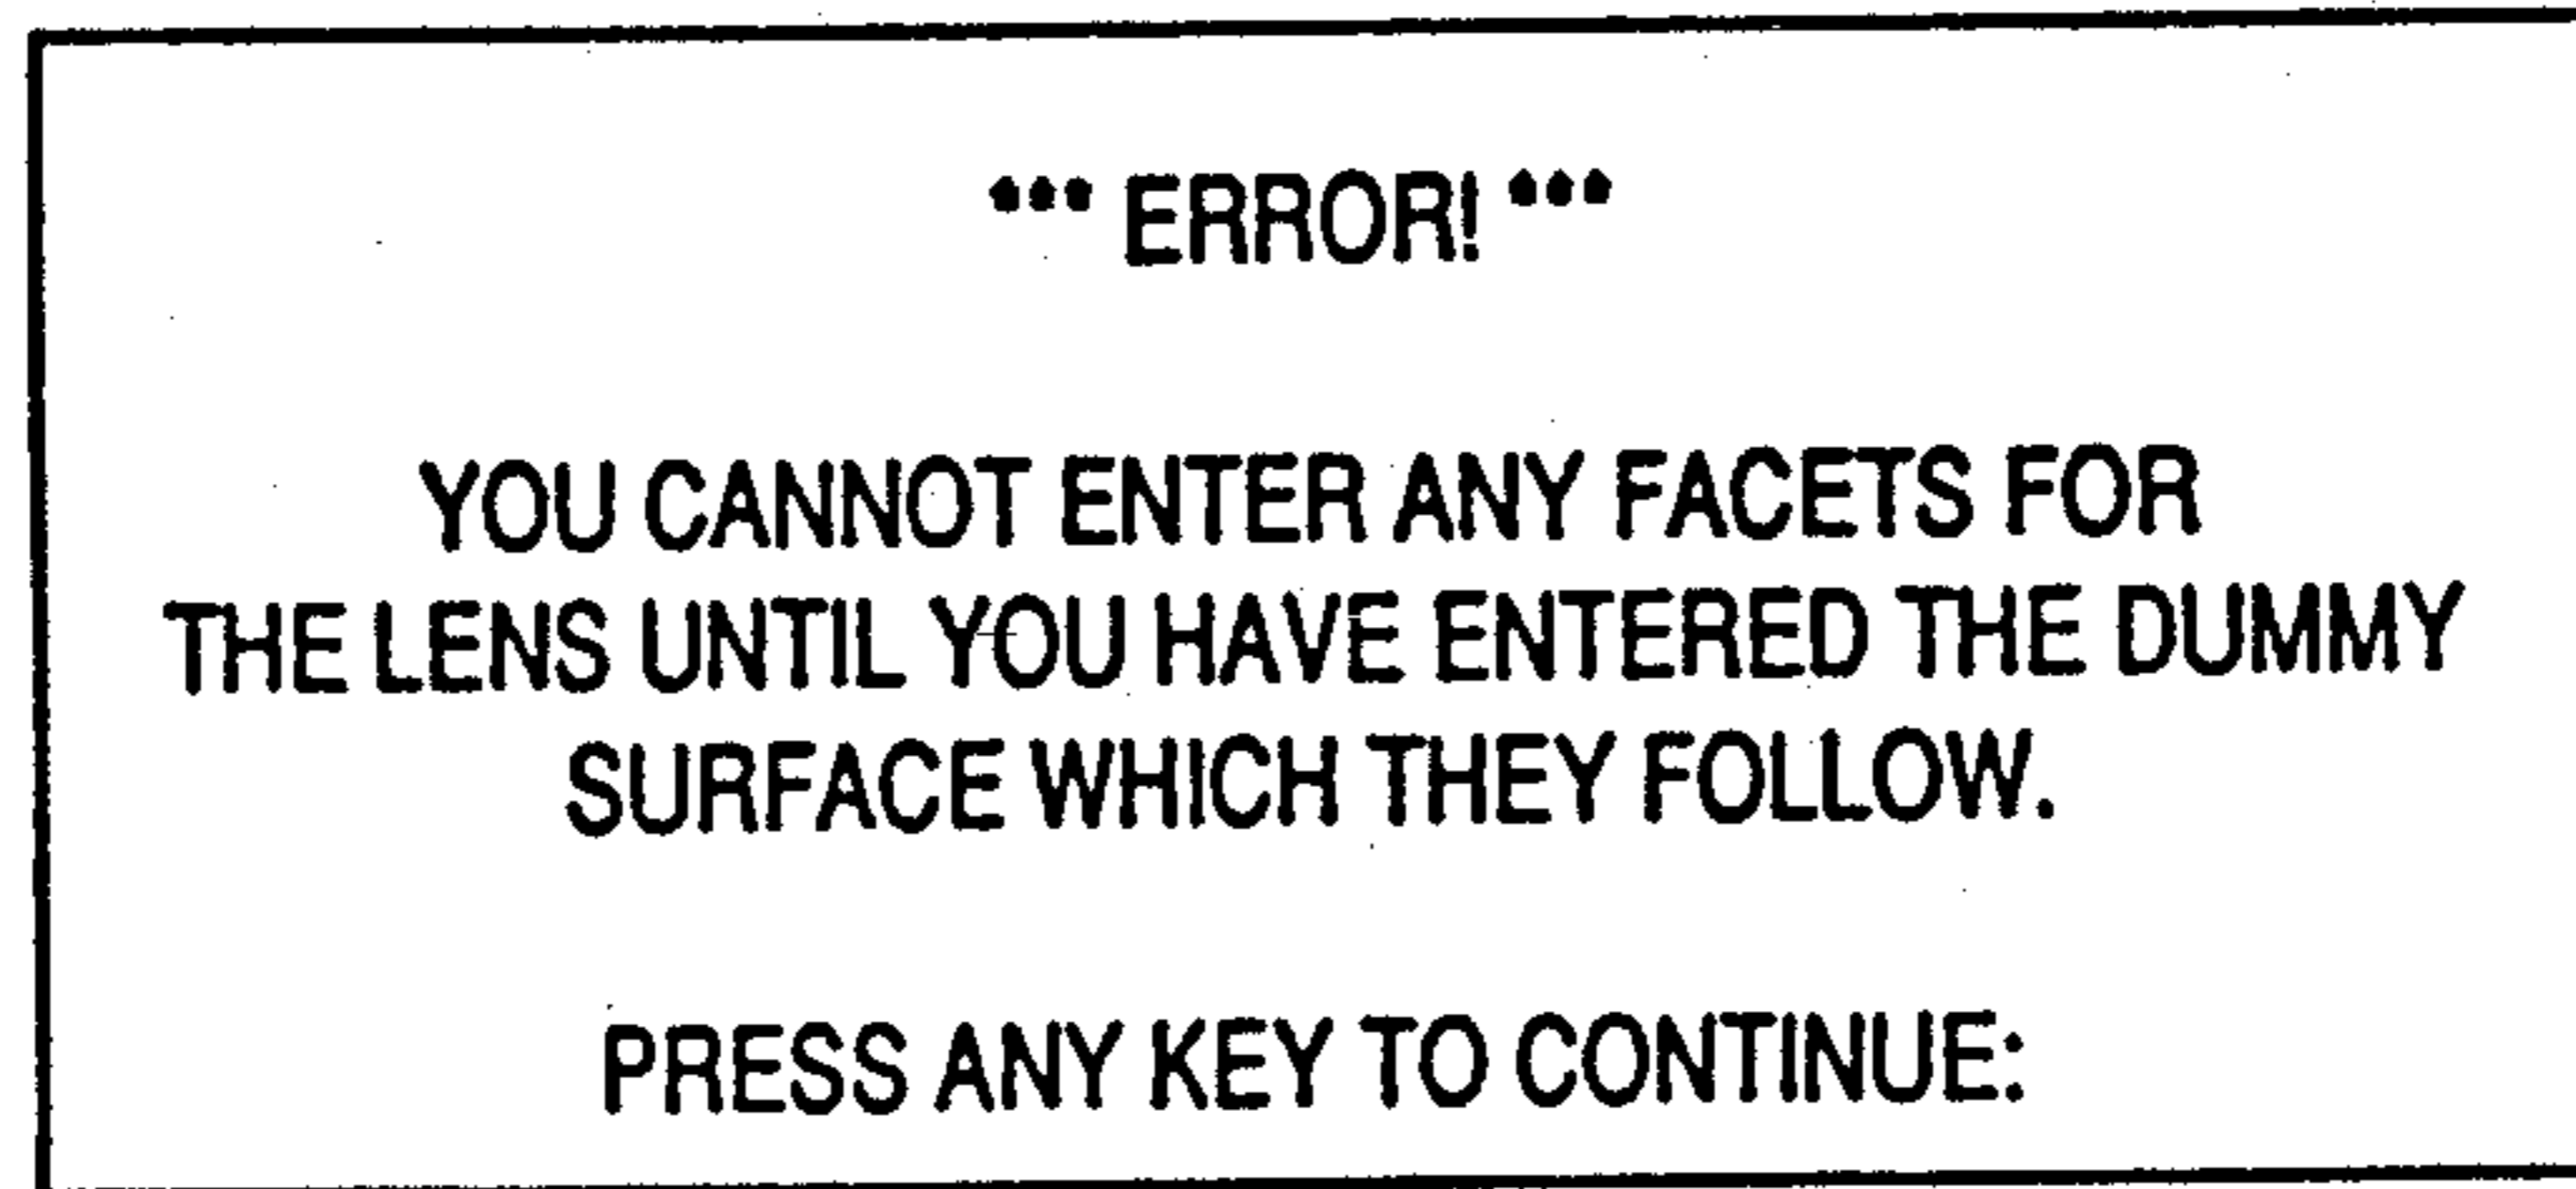 *** ERROR! ***
YOU CANNOT ENTER ANY FACETS FOR
THE LENS UNTIL YOU HAVE ENTERED THE DUMMY
SURFACE WHICH THEY FOLLOW.
PRESS ANY KEY TO CONTINUE: